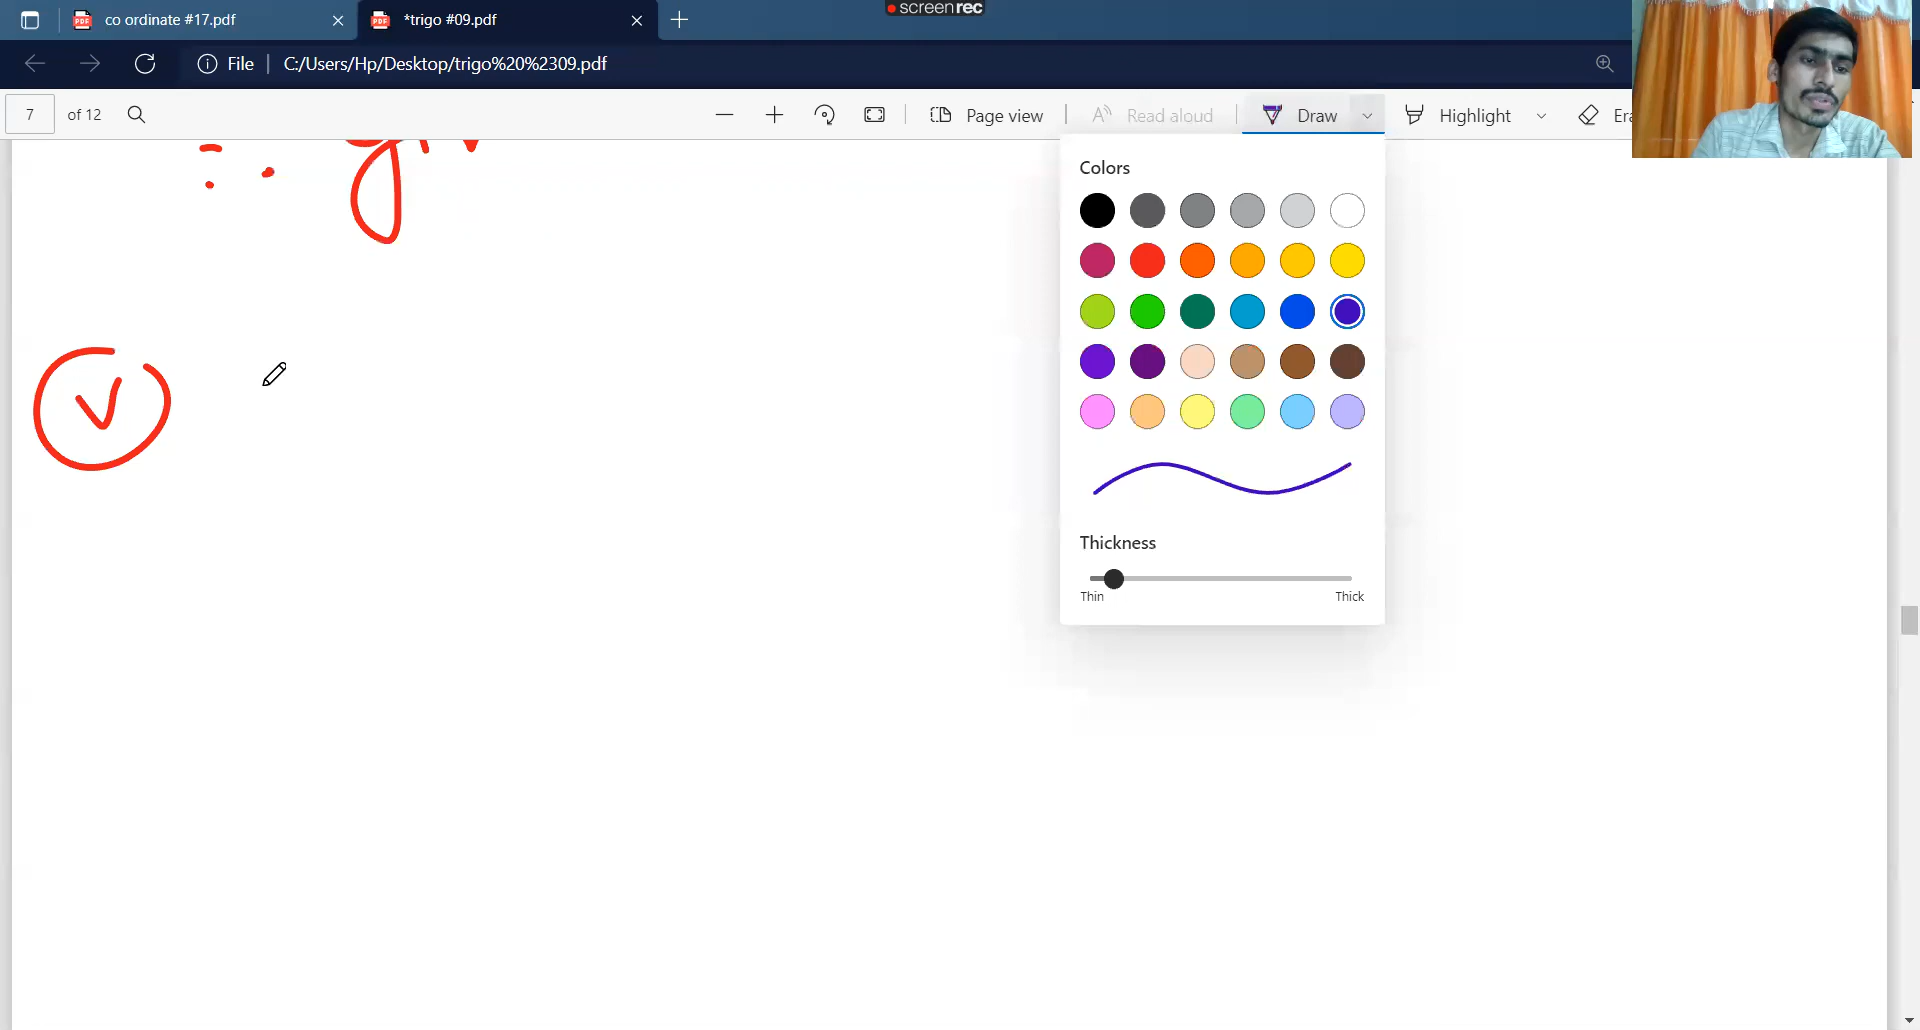 co ordinate #17.pdf
*trigo #09.pdf
screenrec
File
C:/Users/Hp/Desktop/trigo%20%2309.pdf
7 of 12
Page view
Read aloud
Draw
Highlight
Colors
V
Thickness
Thin
Thick